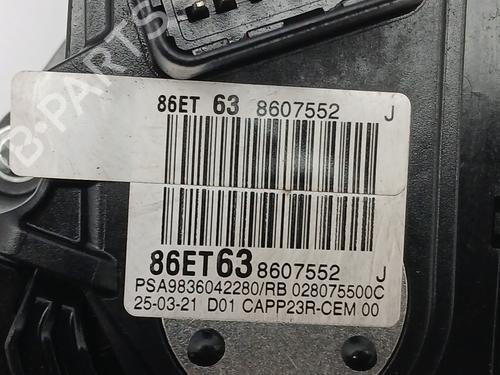 B-PARTS
86ET 63 8607552 J
86ET63 8607552 J
PSA9836042280/RB 028075500C
25-03-21 D01 CAPP23R-CEM 00